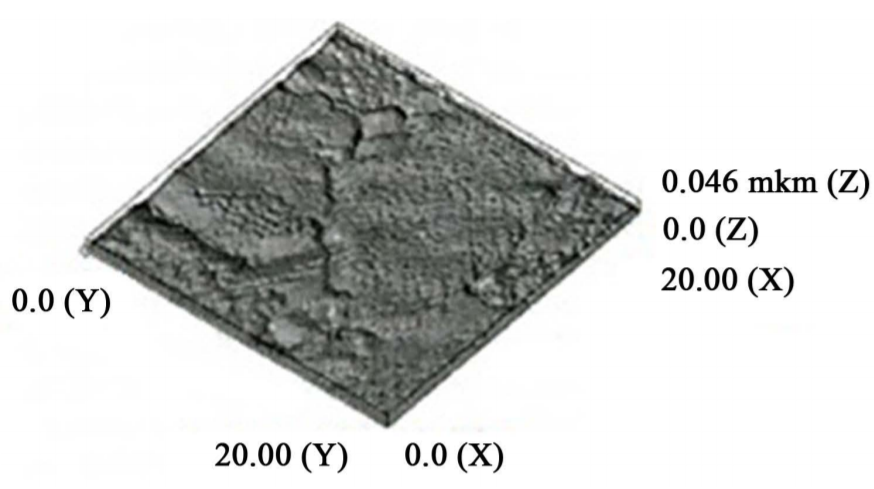 0.046 mkm (Z)
0.0 (Z)
20.00 (X)
0.0 (Y)
20.00 (Y)
0.0 (X)